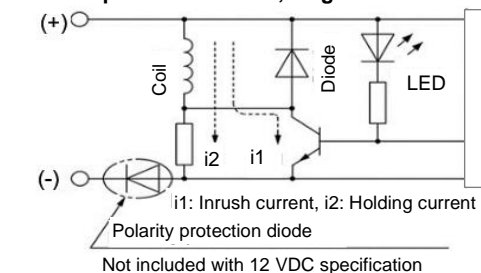 (+)
Coil
Diode
LED
i2
i1
(-)
i1: Inrush current, i2: Holding current
Polarity protection diode
Not included with 12 VDC specification